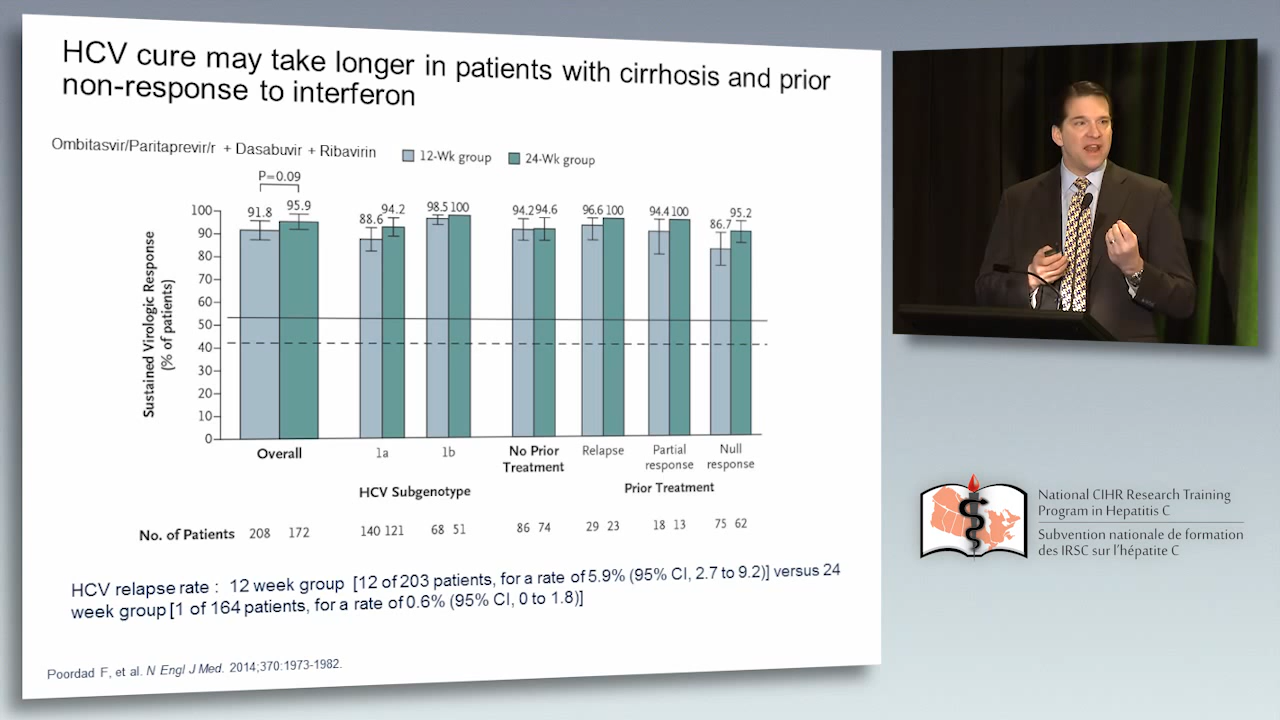 HCV cure may take longer in patients with cirrhosis and prior
non-response to interferon
Ombitasvir/Paritaprevir/r + Dasabuvir + Ribavirin
12-Wk group
24-Wk group
P=0.09
91.8
95.9
88.6
94.2
98.5 100
94.2 94.6
96.6 100
94.4 100
86.7
95.2
Sustained Virologic Response
(% of patients)
100
90
80
70
60
50
40
30
20
10
0
Overall
1a
1b
No Prior
Treatment
Relapse
Partial
response
Null
response
HCV Subgenotype
Prior Treatment
No. of Patients 208 172 140 121 68 51 86 74 29 23 18 13 75 62
HCV relapse rate : 12 week group [12 of 203 patients, for a rate of 5.9% (95% CI, 2.7 to 9.2)] versus 24
week group [1 of 164 patients, for a rate of 0.6% (95% CI, 0 to 1.8)]
Poordad F, et al. N Engl J Med. 2014;370:1973-1982.
National CIHR Research Training
Program in Hepatitis C
Subvention nationale de formation
des IRSC sur l'hépatite C